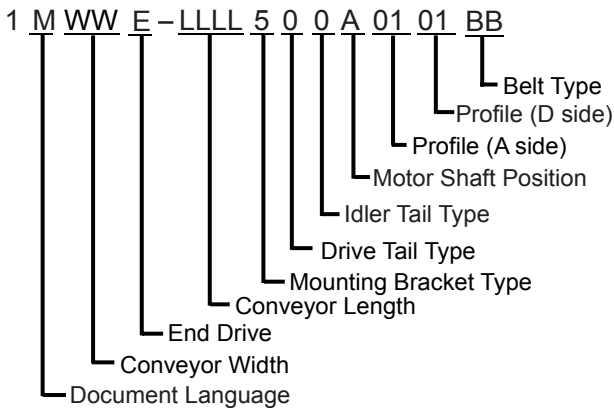 1 M WW E – LLLL 5 0 0 A 01 01 BB
Belt Type
Profile (D side)
Profile (A side)
Motor Shaft Position
Idler Tail Type
Drive Tail Type
Mounting Bracket Type
Conveyor Length
End Drive
Conveyor Width
Document Language